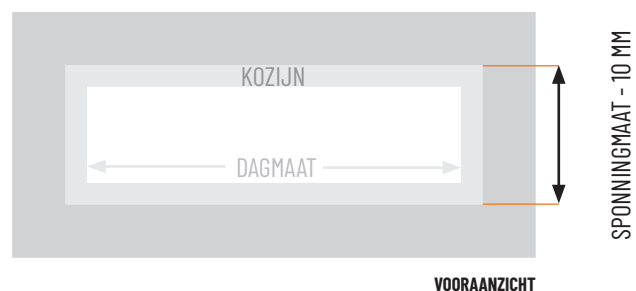 KOZIJN
DAGMAAT
SPONNINGMAAT - 10 MM
VOORAANZICHT